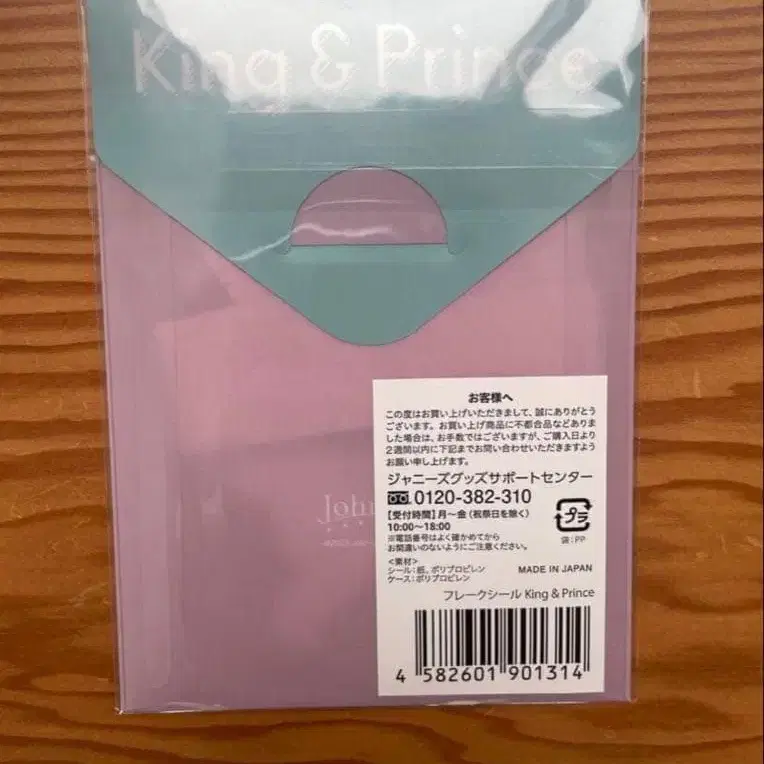 King & Prince
お客様へ
この度はお買い上げいただきまして、誠にありがとう
ございます。お買い上げ商品に不都合品などありま
した場合は、お手数ではございますが、ご購入日より
2週間以内に下記までお問い合わせいただきますよう
お願い申し上げます。
ジャニーズグッズサポートセンター
0120-382-310
【受付時間】月〜金(祝祭日を除く)
10:00〜18:00
※電話番号はよく確かめてから
お間違いのないようにご注意ください。
プラ
袋:PP
<素材>
シール:紙、ポリプロピレン
ケース:ポリプロピレン
MADE IN JAPAN
フレークシール King & Prince
4 582601 901314
John